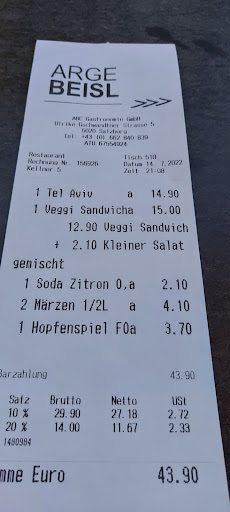 ARGE
BEISL
>>>
ABC Gastronomie GmbH
Ulrike Gschwandtner Strasse 5
5020 Salzburg
Tel: +43 (0) 662 840 839
ATU 67554924
Restaurant Tisch 510
Rechnung Nr. 156926 Datum 14.7.2022
Kellner 5 Zeit 21:08
1 Tel Aviv a 14.90
1 Veggi Sandwicha 15.00
12.90 Veggi Sandwich
+ 2.10 Kleiner Salat
gemischt
1 Soda Zitron 0,a 2.10
2 Märzen 1/2L a 4.10
1 Hopfenspiel FOa 3.70
Barzahlung 43.90
Satz Brutto Netto USt
10 % 29.90 27.18 2.72
20 % 14.00 11.67 2.33
1480984
mme Euro 43.90